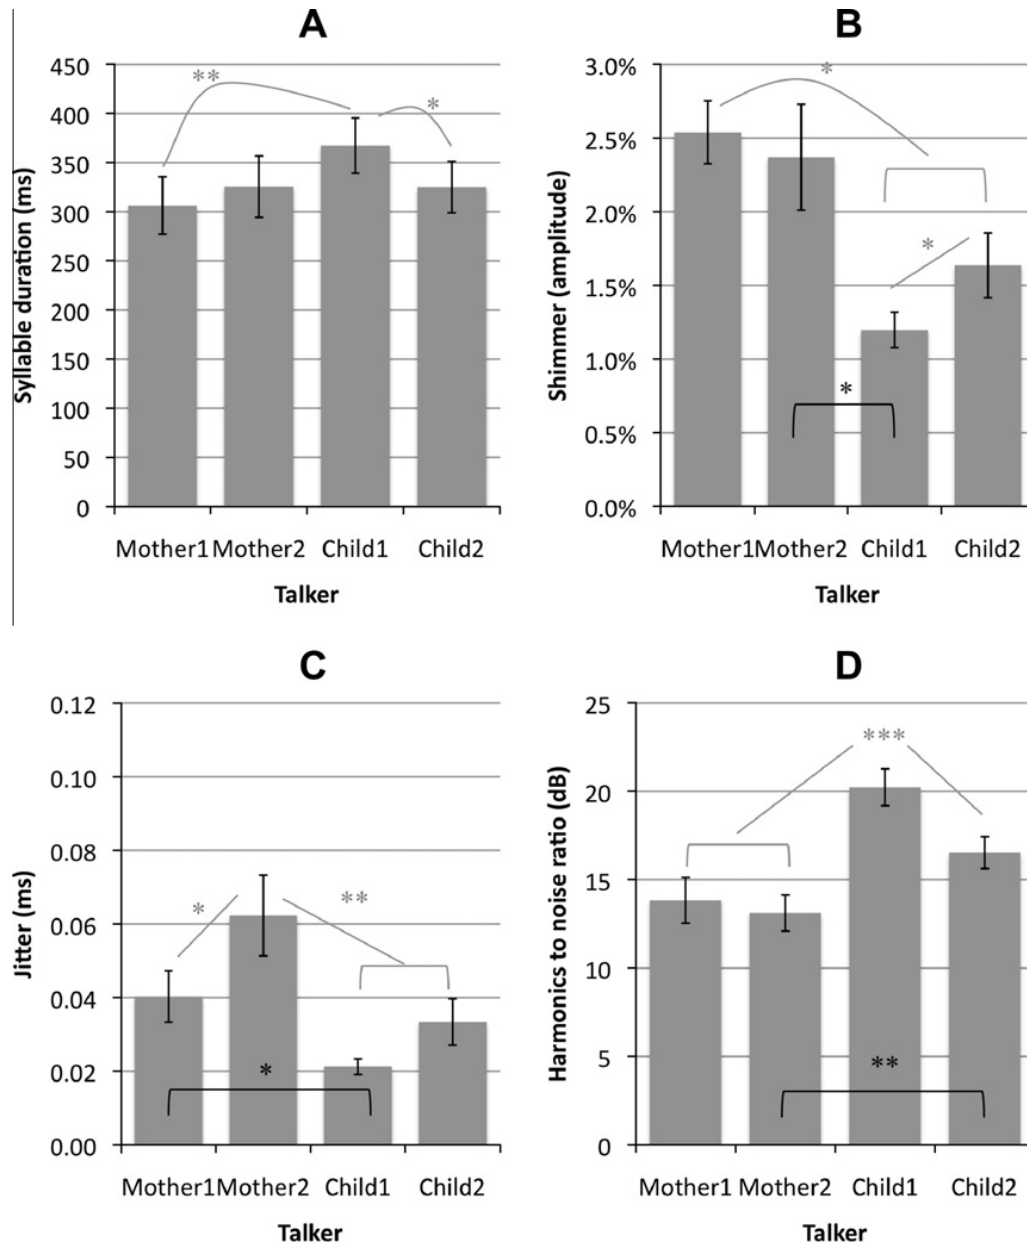 A
Syllable duration (ms)
450
400
350
300
250
200
150
100
50
0
**
*
Mother1 Mother2 Child1 Child2
Talker
B
Shimmer (amplitude)
3.0%
2.5%
2.0%
1.5%
1.0%
0.5%
0.0%
*
*
*
Mother1 Mother2 Child1 Child2
Talker
C
Jitter (ms)
0.12
0.10
0.08
0.06
0.04
0.02
0.00
*
**
*
Mother1 Mother2 Child1 Child2
Talker
D
Harmonics to noise ratio (dB)
25
20
15
10
5
0
***
**
Mother1 Mother2 Child1 Child2
Talker